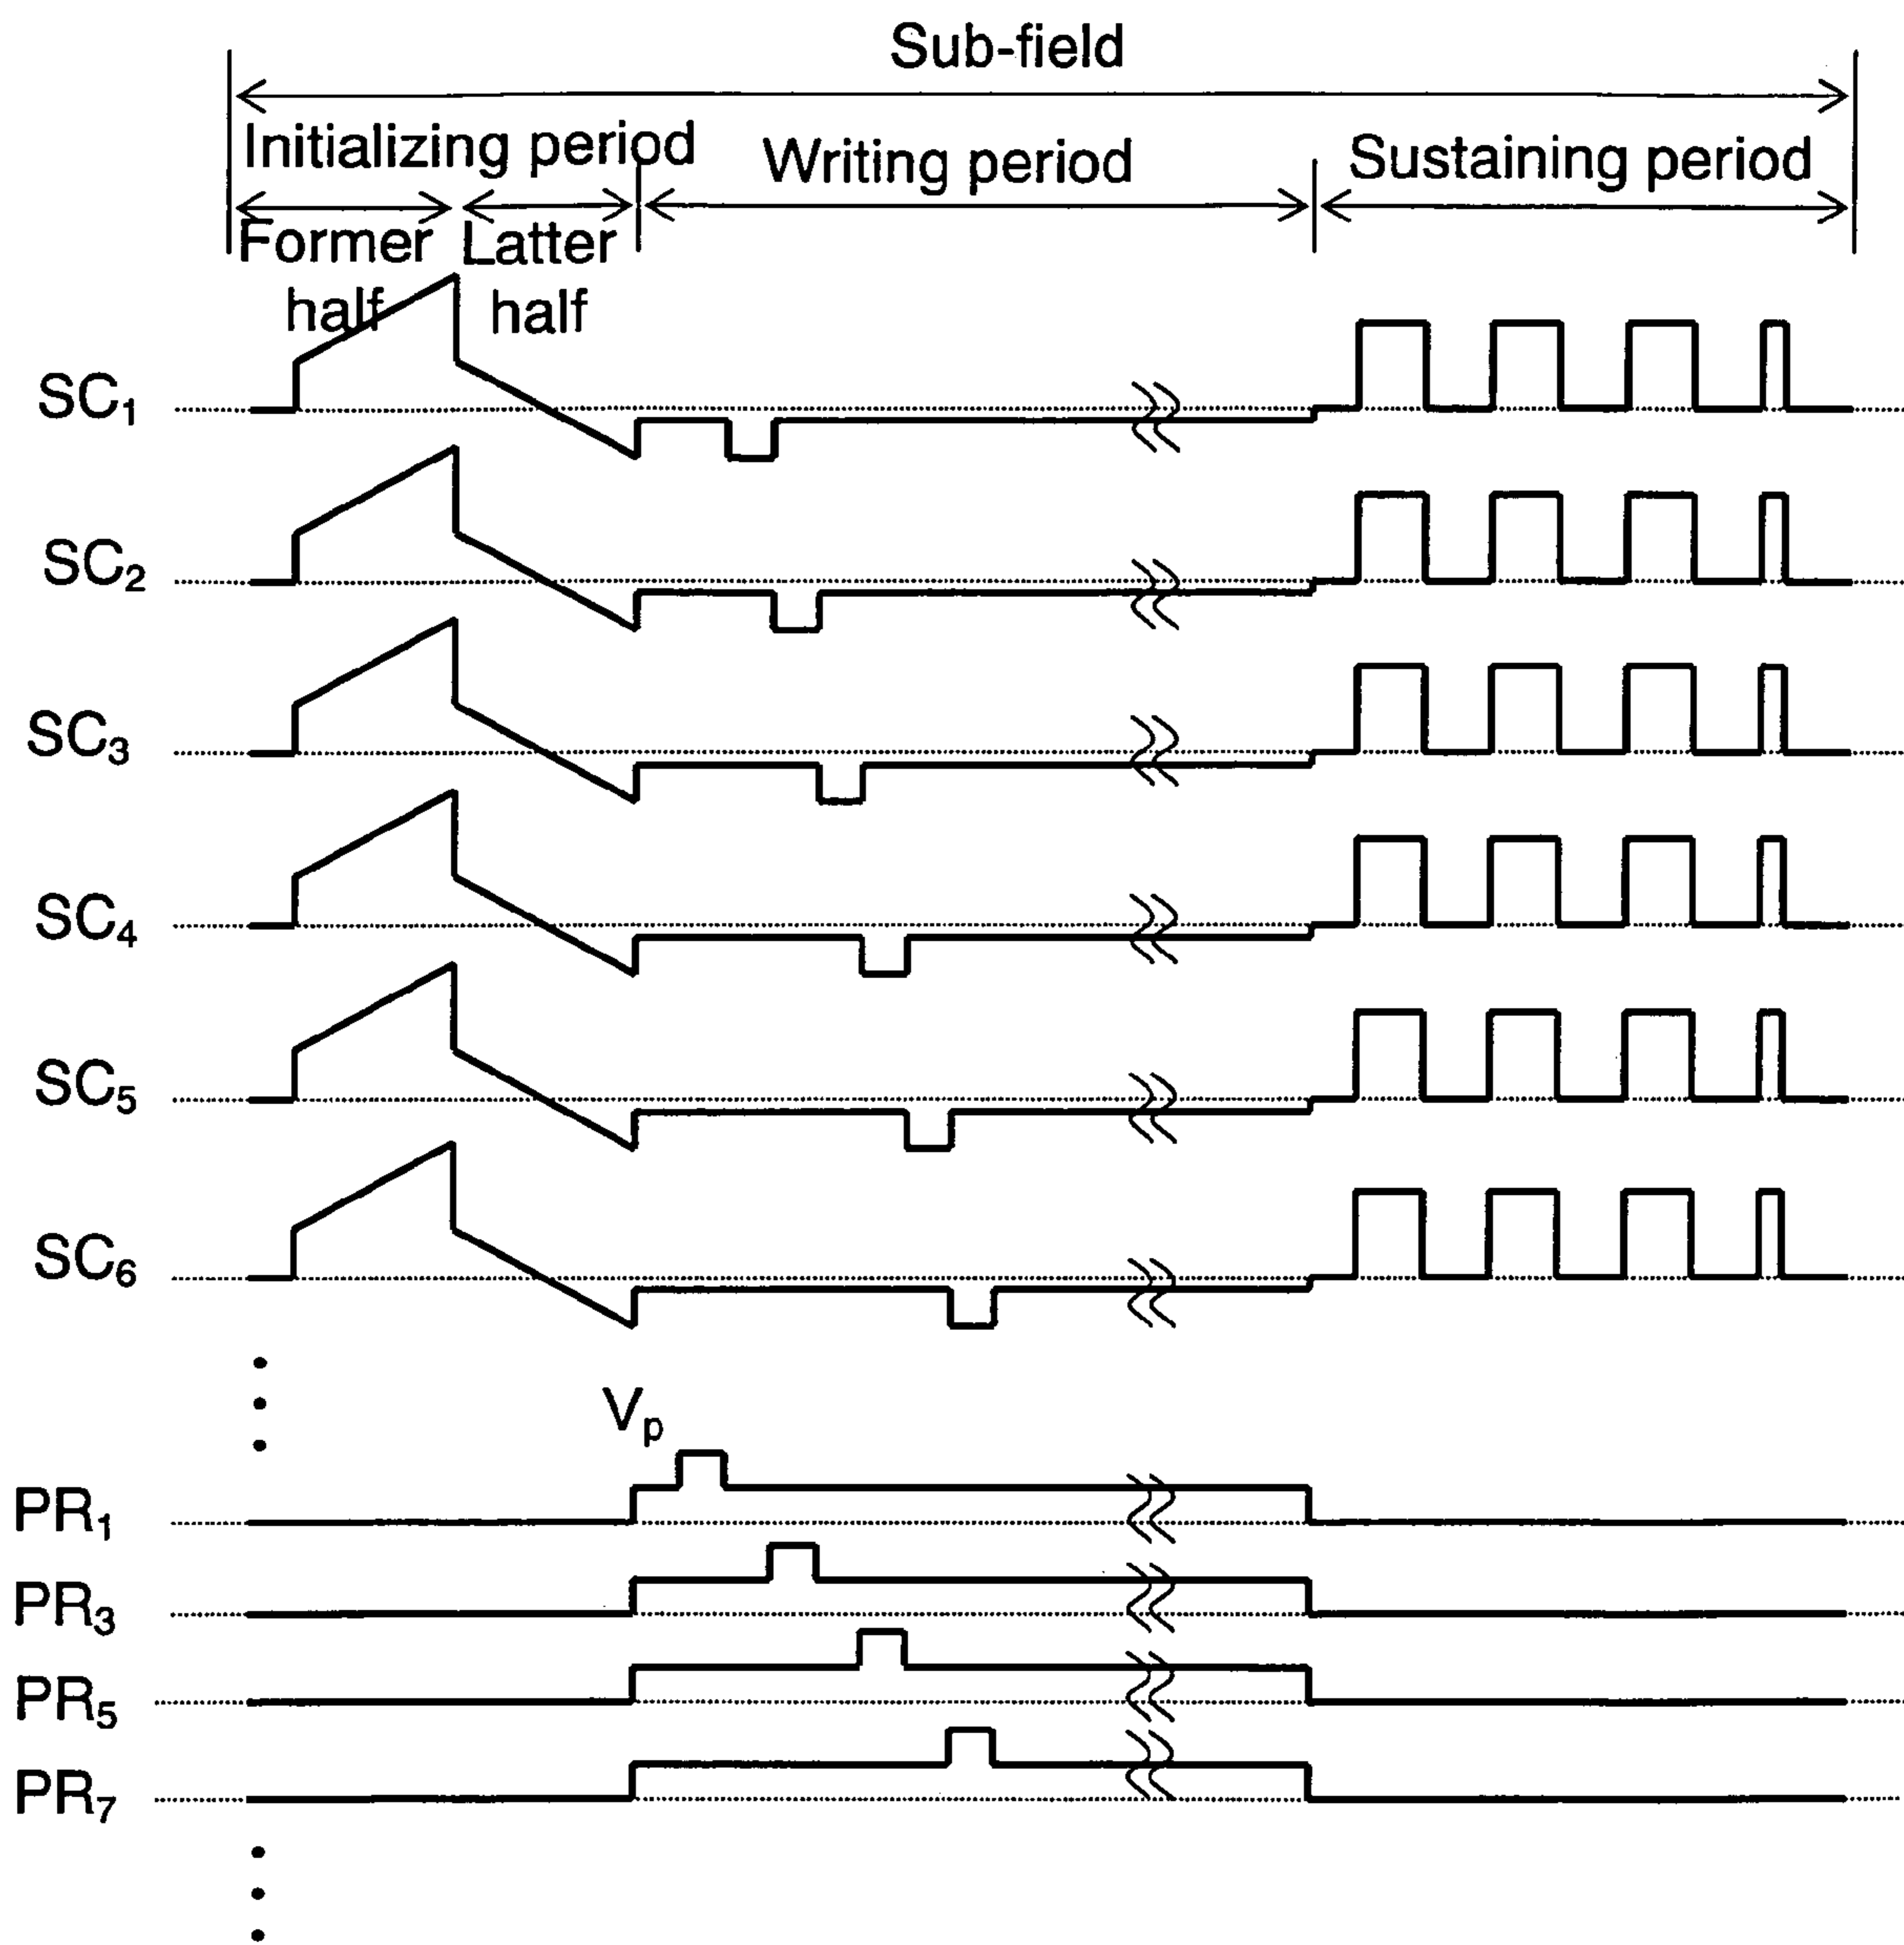 Sub-field
Initializing period
Writing period
Sustaining period
Former half
Latter half
SC1
SC2
SC3
SC4
SC5
SC6
Vp
PR1
PR3
PR5
PR7